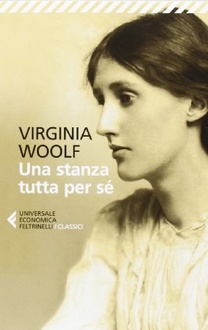 VIRGINIA
WOOLF
Una stanza
tutta per sé
UNIVERSALE
ECONOMICA
FELTRINELLI/CLASSICI